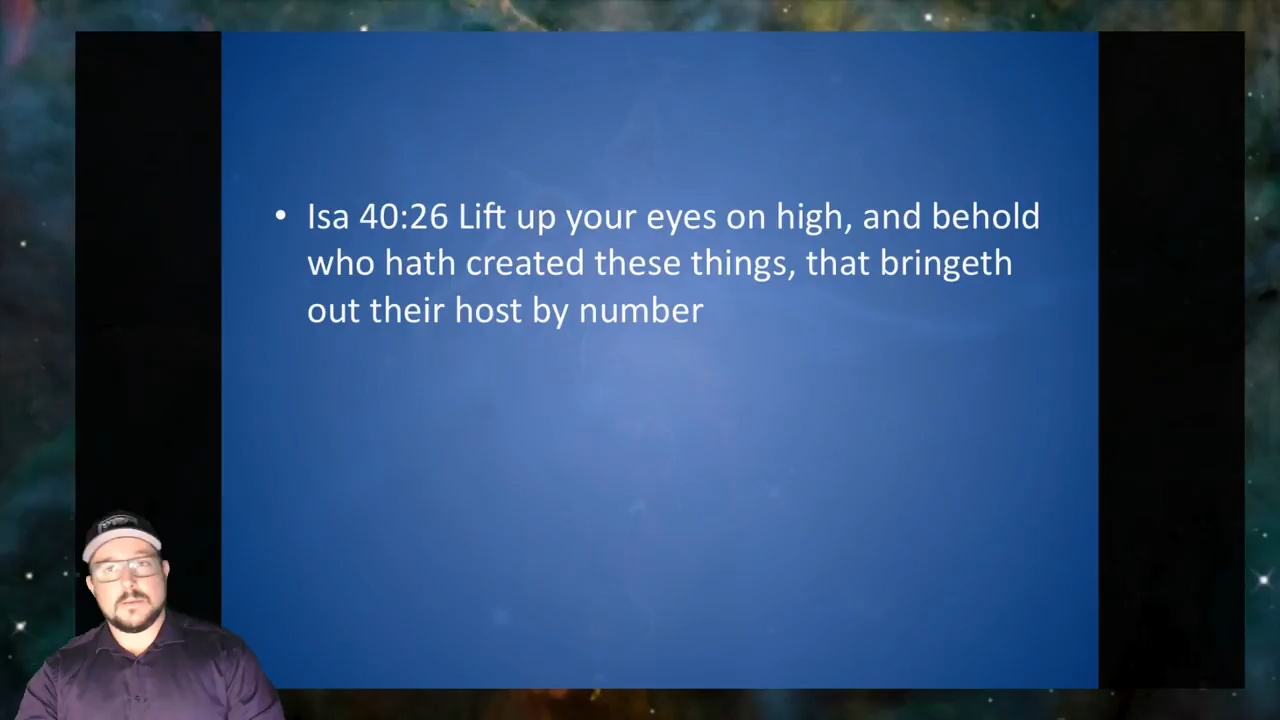 • Isa 40:26 Lift up your eyes on high, and behold
who hath created these things, that bringeth
out their host by number